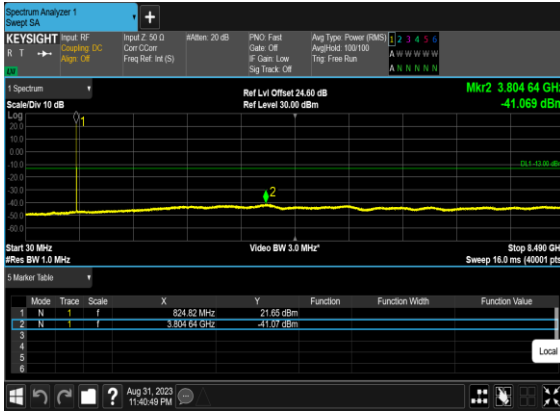 Spectrum Analyzer 1
Swept SA
KEYSIGHT
R T
Input: RF
Coupling: DC
Align: Off
Input Z: 50 Ω
Corr CCorr
Freq Ref: Int (S)
#Atten: 20 dB
PNO: Fast
Gate: Off
IF Gain: Low
Sig Track: Off
Avg Type: Power (RMS)
Avg|Hold: 100/100
Trig: Free Run
1 2 3 4 5 6
A W W W W W
A N N N N N
1 Spectrum
Scale/Div 10 dB
Ref Lvl Offset 24.60 dB
Ref Level 30.00 dBm
Mkr2 3.804 64 GHz
-41.069 dBm
Log
20.0
10.0
0.00
-10.0
-20.0
-30.0
-40.0
-50.0
-60.0
1
2
DL1 -13.00 dBm
Start 30 MHz
#Res BW 1.0 MHz
Video BW 3.0 MHz*
Stop 8.490 GHz
Sweep 16.0 ms (40001 pts)
5 Marker Table
Mode Trace Scale X Y Function Function Width Function Value
1 N 1 f 824.82 MHz 21.65 dBm
2 N 1 f 3.804 64 GHz -41.07 dBm
3
4
5
6
Local
?
Aug 31, 2023
11:40:49 PM